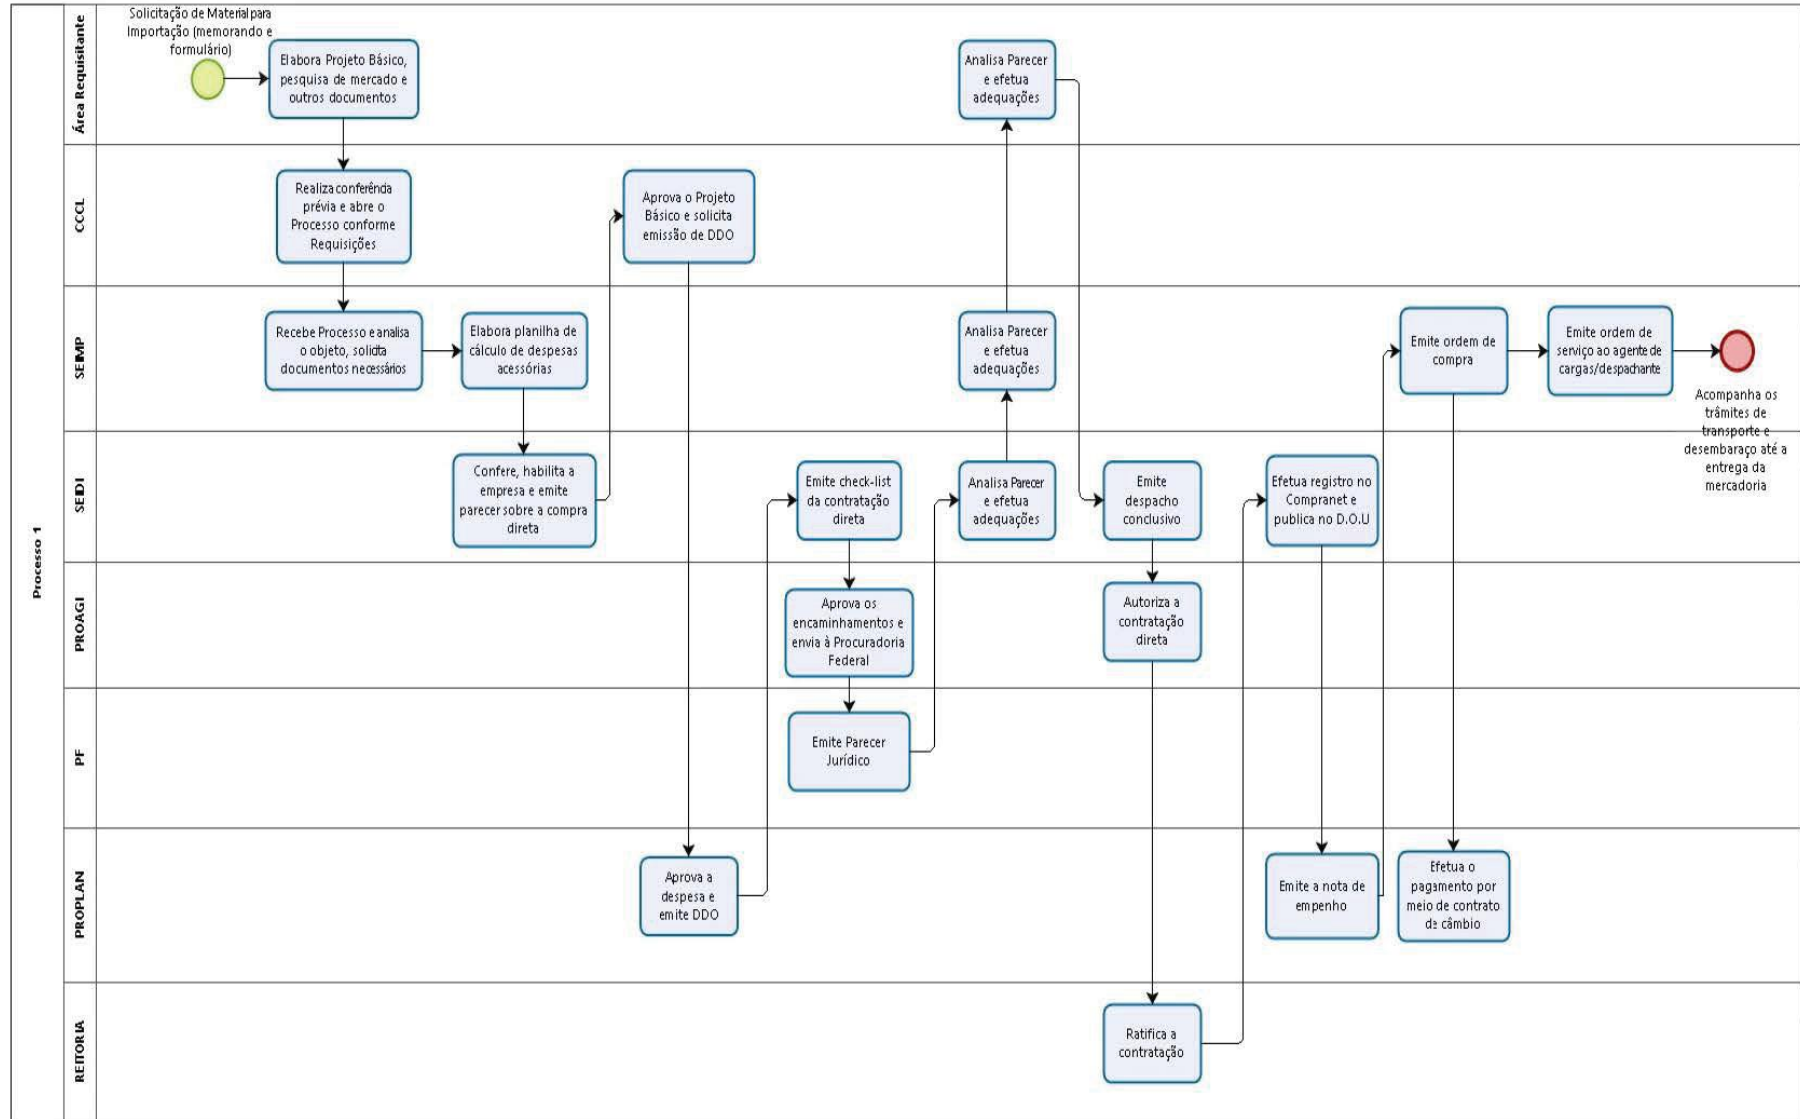 Processo 1
Área Requisitante
Solicitação de Material para
Importação (memorando e
formulário)
Elabora Projeto Básico,
pesquisa de mercado e
outros documentos
Analisa Parecer
e efetua
adequações
CCCL
Realiza conferência
prévia e abre o
Processo conforme
Requisições
Aprova o Projeto
Básico e solicita
emissão de DDO
SEIMP
Recebe Processo e analisa
o objeto, solicita
documentos necessários
Elabora planilha de
cálculo de despesas
acessórias
Analisa Parecer
e efetua
adequações
Emite ordem de
compra
Emite ordem de
serviço ao agente de
cargas/despachante
Acompanha os
trâmites de
transporte e
desembaraço até a
entrega da
mercadoria
SEIDI
Confere, habilita a
empresa e emite
parecer sobre a compra
direta
Emite check-list
da contratação
direta
Analisa Parecer
e efetua
adequações
Emite
despacho
conclusivo
Efetua registro no
Compranet e
publica no D.O.U
PROAGI
Aprova os
encaminhamentos e
envia à Procuradoria
Federal
Autoriza a
contratação
direta
PF
Emite Parecer
Jurídico
PROPLAN
Aprova a
despesa e
emite DDO
Emite a nota de
empenho
Efetua o
pagamento por
meio de contrato
de câmbio
REITORIA
Ratifica a
contratação